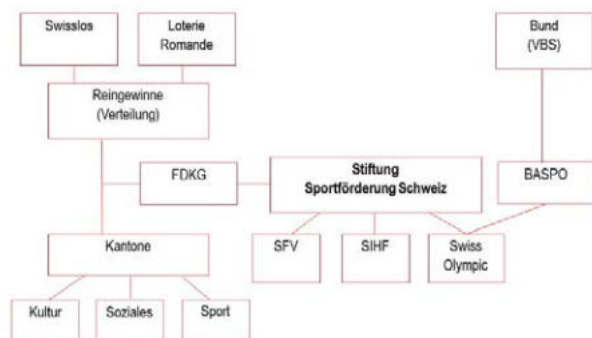 Swisslos
Loterie
Romande
Bund
(VBS)
Reingewinne
(Verteilung)
FDKG
Stiftung
Sportförderung Schweiz
BASPO
Kantone
SFV
SIHF
Swiss
Olympic
Kultur
Soziales
Sport